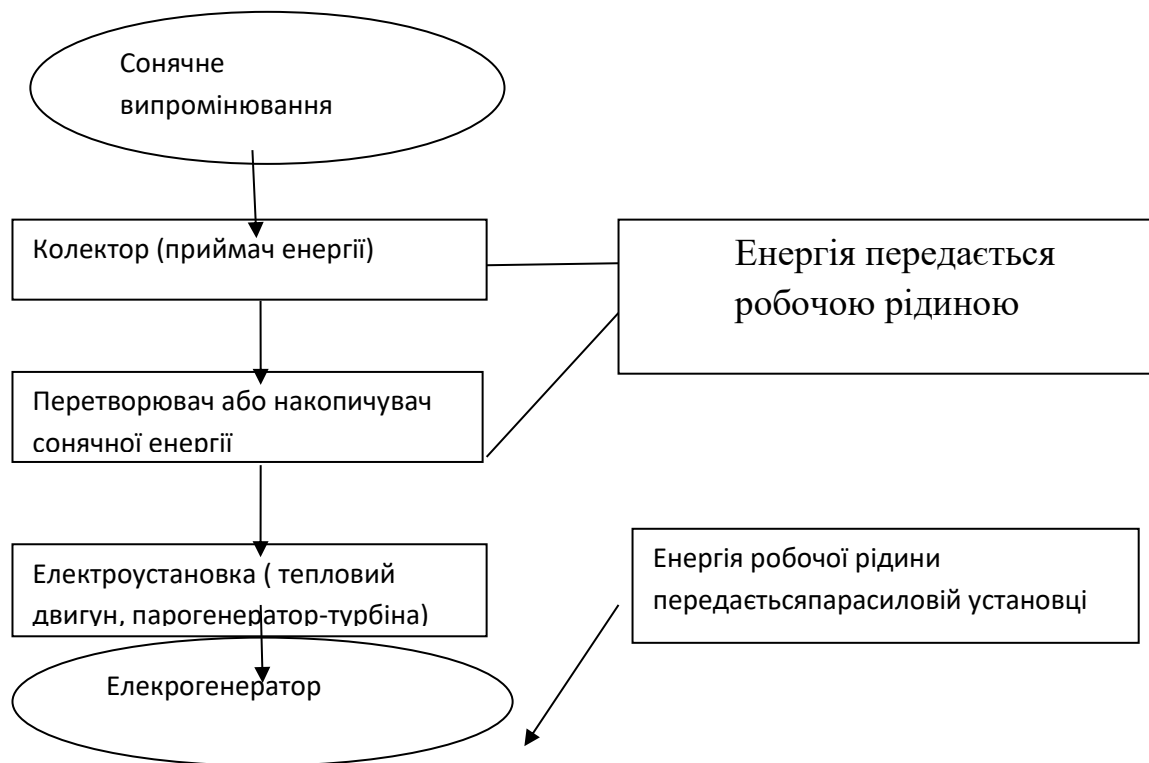 Сонячне
випромінювання
Колектор (приймач енергії)
Енергія передається
робочою рідиною
Перетворювач або накопичувач
сонячної енергії
Електроустановка ( тепловий
двигун, парогенератор-турбіна)
Енергія робочої рідини
передаєтьсяпарасиловій установці
Елекрогенератор